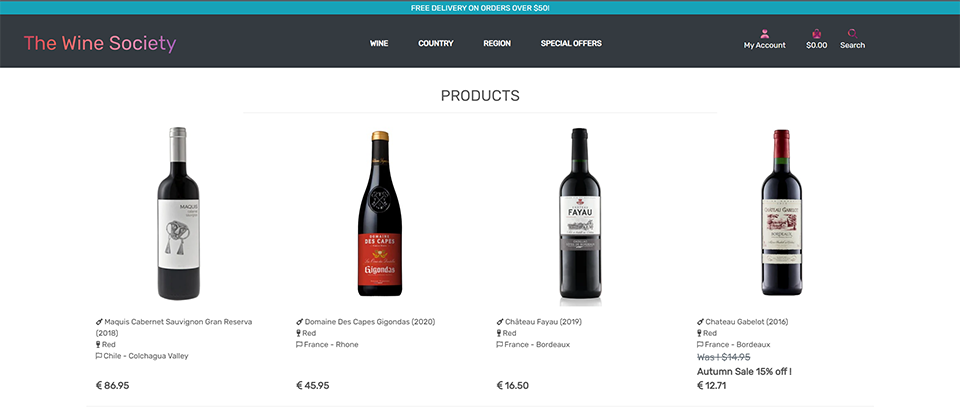 FREE DELIVERY ON ORDERS OVER $50!
The Wine Society
WINE
COUNTRY
REGION
SPECIAL OFFERS
My Account
$0.00
Search
PRODUCTS
MAQUIS
DOMAINE
DES CAPES
Gigondas
CHÂTEAU
FAYAU
CHATEAU GABELOT
BORDEAUX
Maquis Cabernet Sauvignon Gran Reserva
(2018)
Red
Chile - Colchagua Valley
€ 86.95
Domaine Des Capes Gigondas (2020)
Red
France - Rhone
€ 45.95
Château Fayau (2019)
Red
France - Bordeaux
€ 16.50
Chateau Gabelot (2016)
Red
France - Bordeaux
Was ! $14.95
Autumn Sale 15% off !
€ 12.71